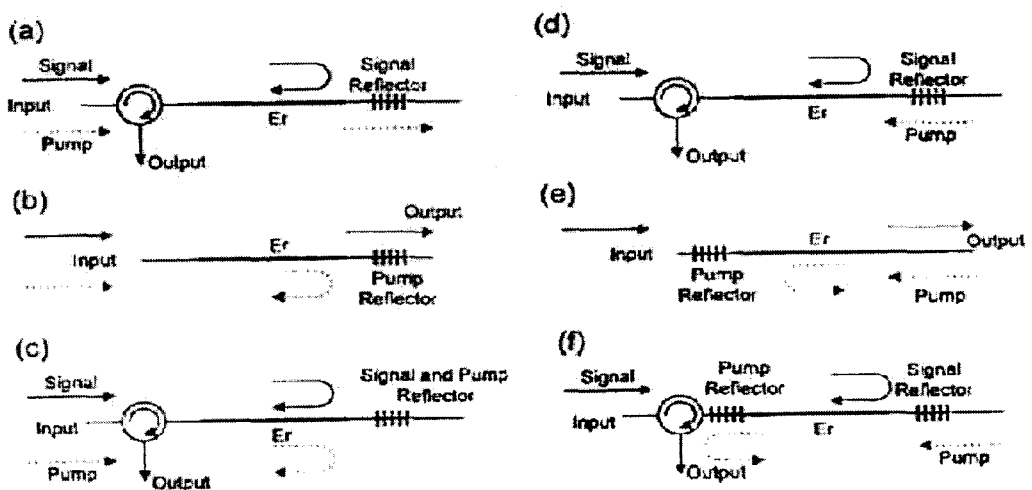 (a)
Signal
Signal
Reflector
Input
Er
Pump
Output
(b)
Output
Er
Input
Pump
Reflector
(c)
Signal
Signal and Pump
Reflector
Input
Er
Pump
Output
(d)
Signal
Signal
Reflector
Input
Er
Pump
Output
(e)
Er
Input
Output
Pump
Reflector
Pump
(f)
Signal
Pump
Reflector
Signal
Reflector
Input
Er
Output
Pump